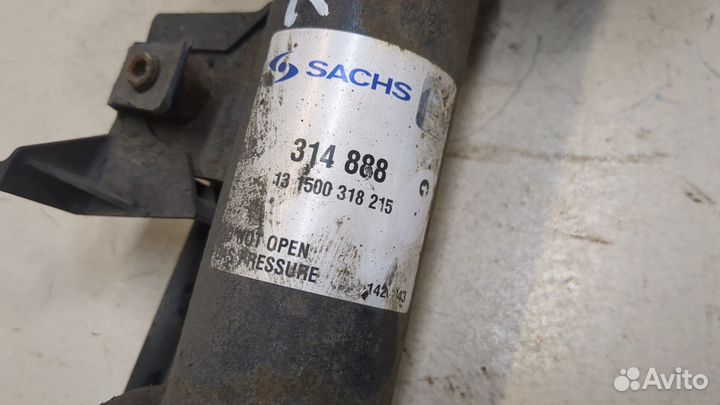 SACHS
314 888
13 1500 318 215
NOT OPEN
PRESSURE
Avito